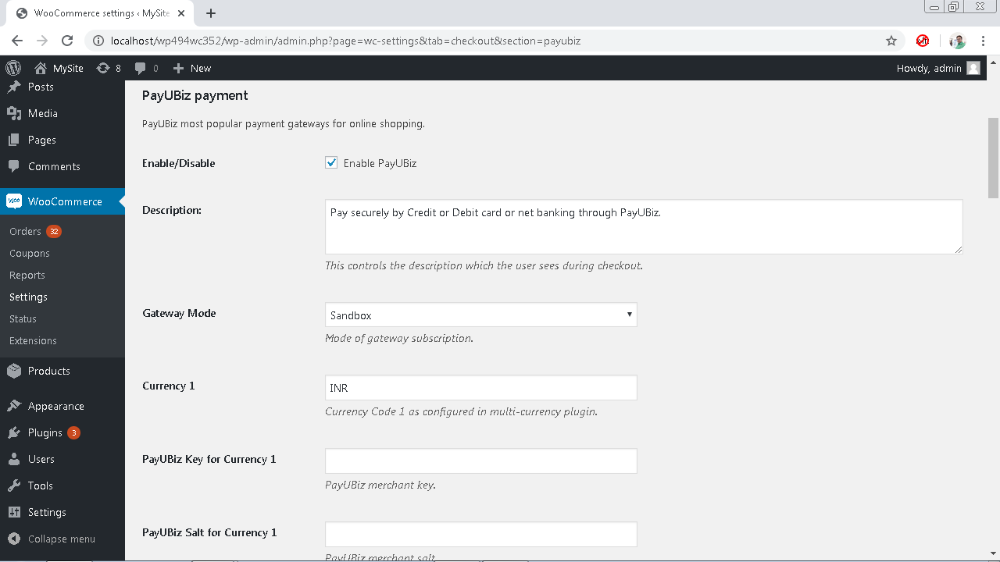 WooCommerce settings ‹ MySite
localhost/wp494wc352/wp-admin/admin.php?page=wc-settings&tab=checkout&section=payubiz
MySite 8 0 New Howdy, admin
Posts
Media
Pages
Comments
WooCommerce
Orders 32
Coupons
Reports
Settings
Status
Extensions
Products
Appearance
Plugins 3
Users
Tools
Settings
Collapse menu
PayUBiz payment
PayUBiz most popular payment gateways for online shopping.
Enable/Disable Enable PayUBiz
Description: Pay securely by Credit or Debit card or net banking through PayUBiz.
This controls the description which the user sees during checkout.
Gateway Mode Sandbox
Mode of gateway subscription.
Currency 1 INR
Currency Code 1 as configured in multi-currency plugin.
PayUBiz Key for Currency 1
PayUBiz merchant key.
PayUBiz Salt for Currency 1
PayUBiz merchant salt.